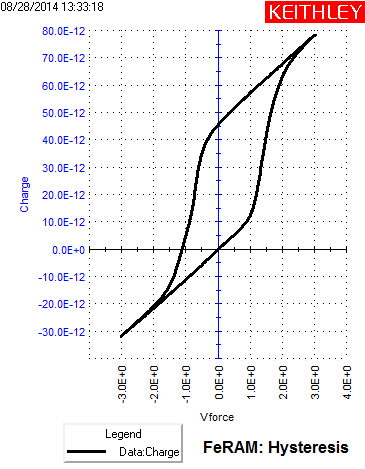 08/28/2014 13:33:18
KEITHLEY
80.0E-12
70.0E-12
60.0E-12
50.0E-12
40.0E-12
30.0E-12
20.0E-12
10.0E-12
0.0E+0
-10.0E-12
-20.0E-12
-30.0E-12
Charge
-3.0E+0
-2.0E+0
-1.0E+0
0.0E+0
1.0E+0
2.0E+0
3.0E+0
4.0E+0
Vforce
Legend
Data:Charge
FeRAM: Hysteresis